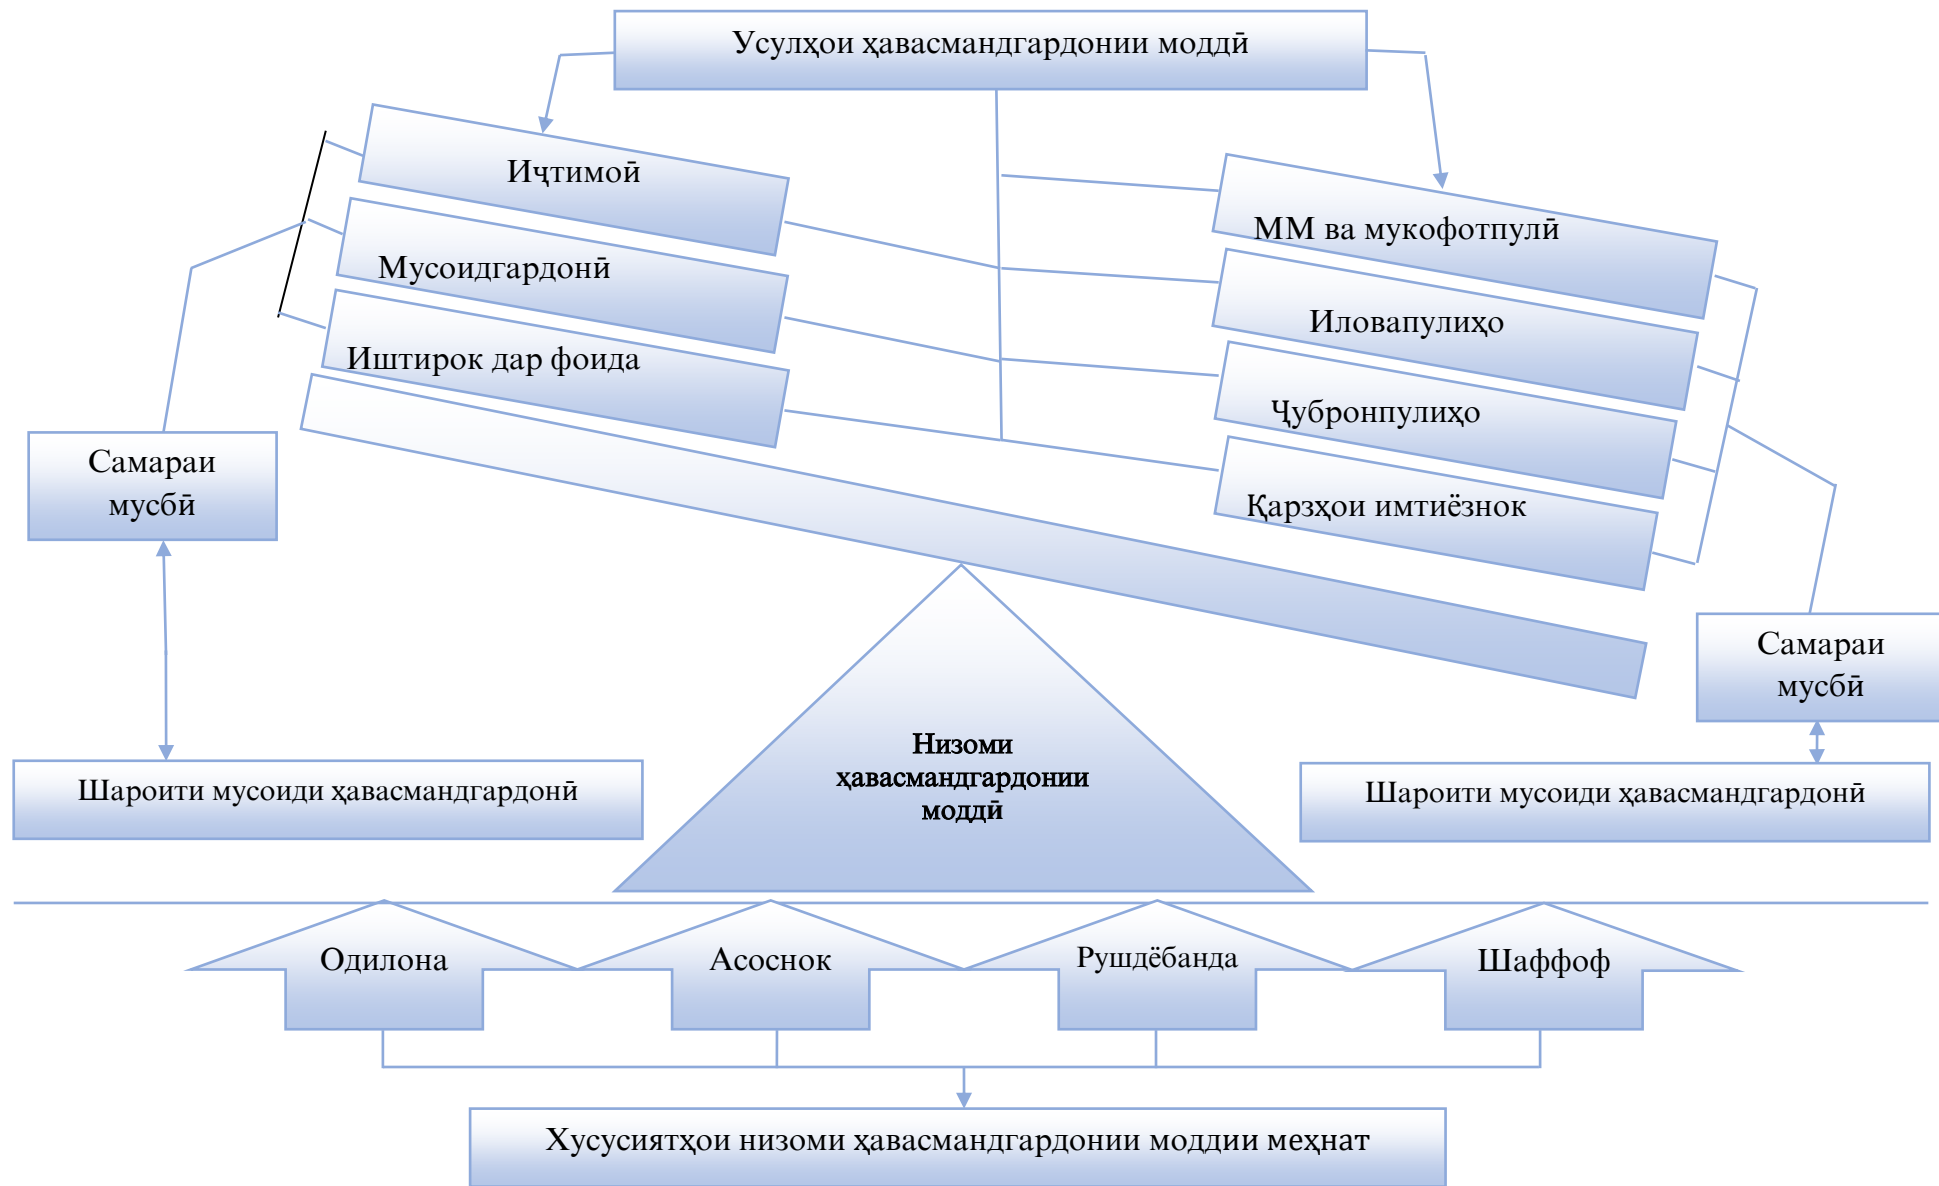 Усулҳои ҳавасмандгардонии моддӣ
Иҷтимоӣ
Мусоидгардонӣ
Иштирок дар фоида
ММ ва мукофотпулӣ
Иловапулиҳо
Ҷубронпулиҳо
Қарзҳои имтиёзнок
Самараи
мусбӣ
Самараи
мусбӣ
Шароити мусоиди ҳавасмандгардонӣ
Низоми
ҳавасмандгардонии
моддӣ
Шароити мусоиди ҳавасмандгардонӣ
Одилона
Асоснок
Рушдёбанда
Шаффоф
Хусусиятҳои низоми ҳавасмандгардонии моддии меҳнат